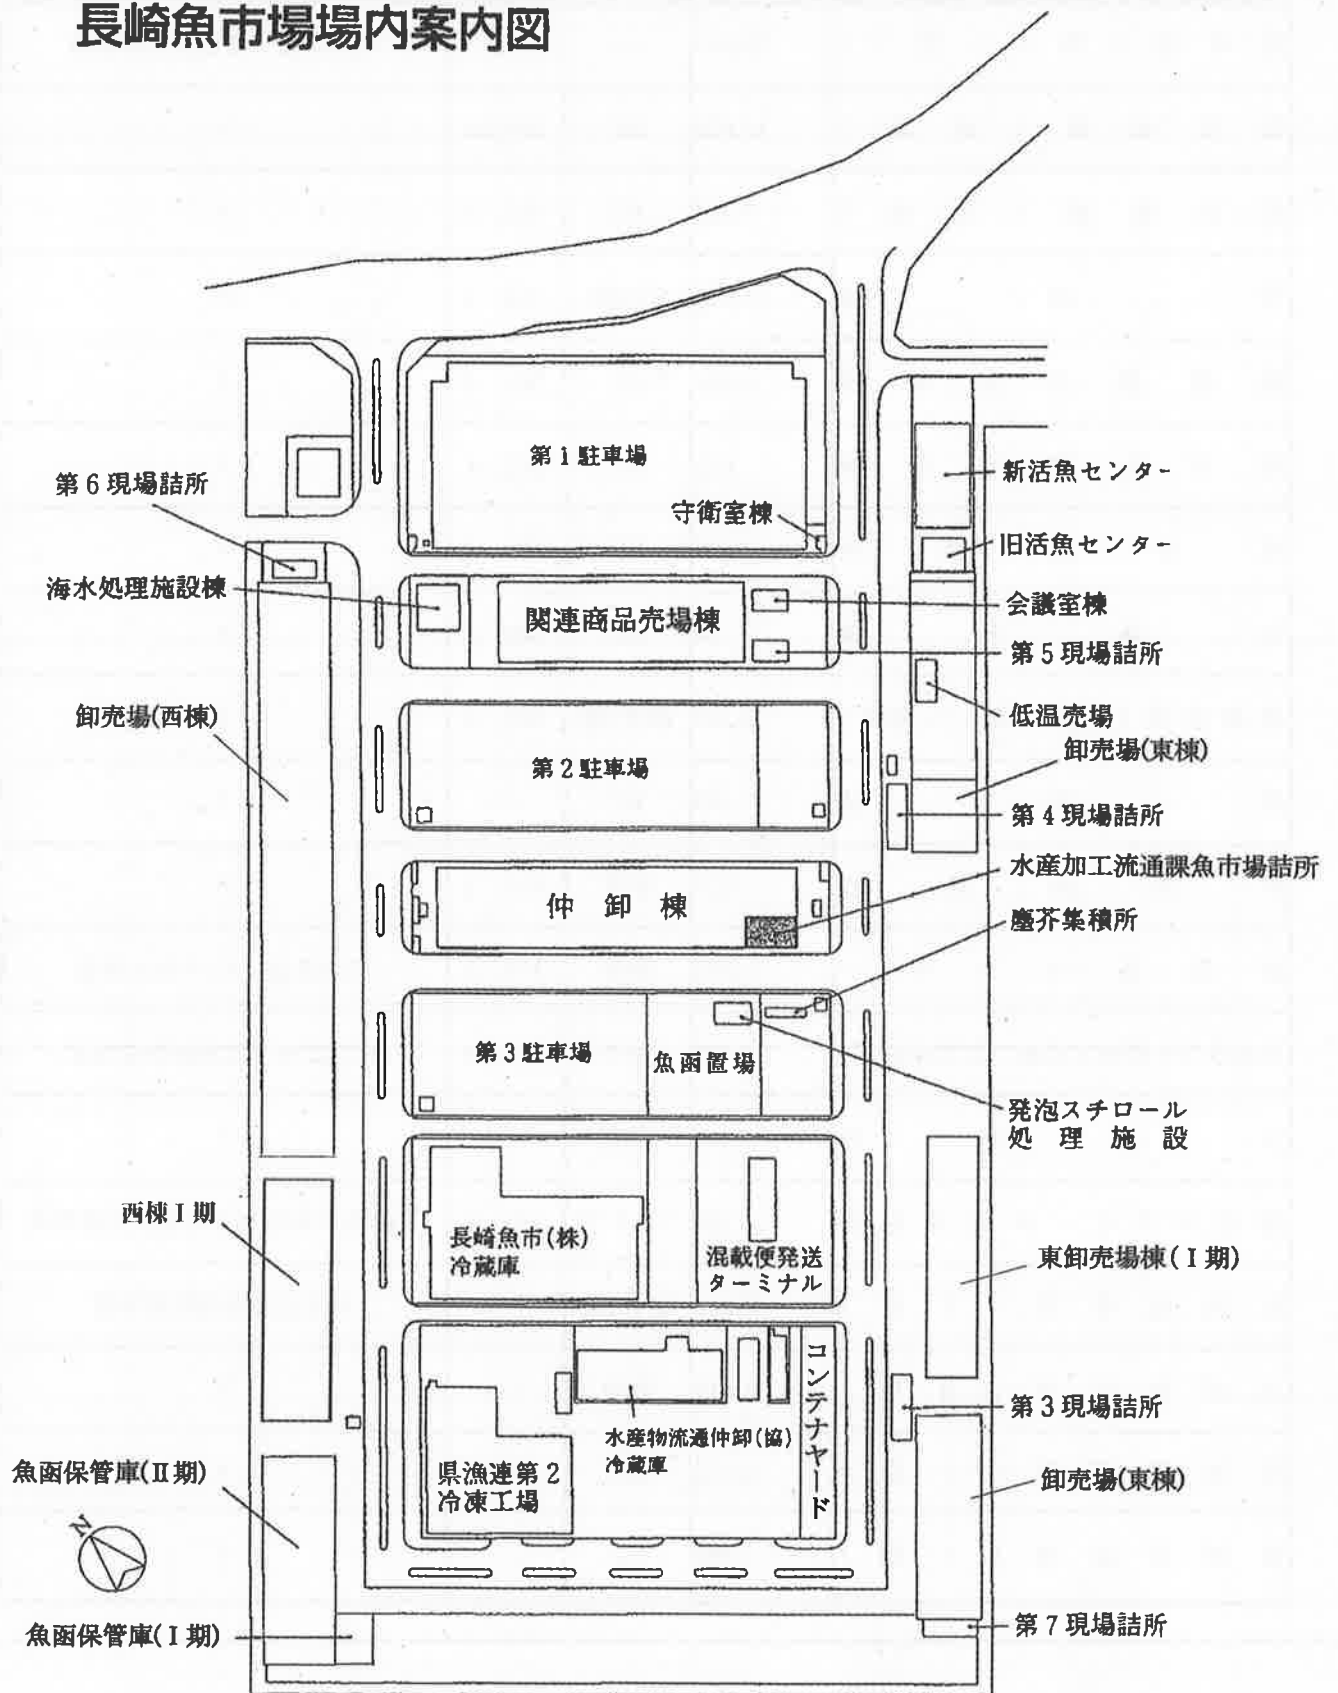 長崎魚市場場内案内図
第1駐車場
第6現場詰所
新活魚センター
守衛室棟
旧活魚センター
海水処理施設棟
関連商品売場棟
会議室棟
第5現場詰所
卸売場(西棟)
低温売場
卸売場(東棟)
第2駐車場
第4現場詰所
水産加工流通課魚市場詰所
仲卸棟
塵芥集積所
第3駐車場
魚函置場
発泡スチロール
処理施設
西棟Ⅰ期
長崎魚市(株)
冷蔵庫
混載便発送
ターミナル
東卸売場棟(Ⅰ期)
コンテナヤード
第3現場詰所
水産物流通仲卸(協)
冷蔵庫
魚函保管庫(Ⅱ期)
県漁連第2
冷凍工場
卸売場(東棟)
N
魚函保管庫(Ⅰ期)
第7現場詰所